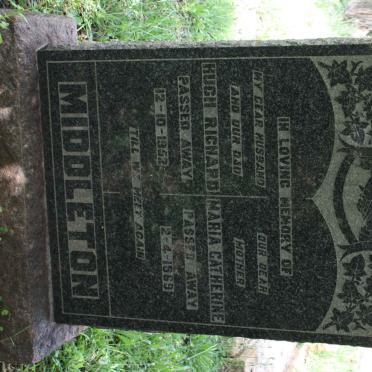 IN LOVING MEMORY OF
MY DEAR HUSBAND
AND OUR DAD
HUGH RICHARD
PASSED AWAY
12-10-1952
OUR DEAR
MOTHER
MARIA CATHERINE
PASSED AWAY
2-4-1969
TILL WE MEET AGAIN
MIDDLETON